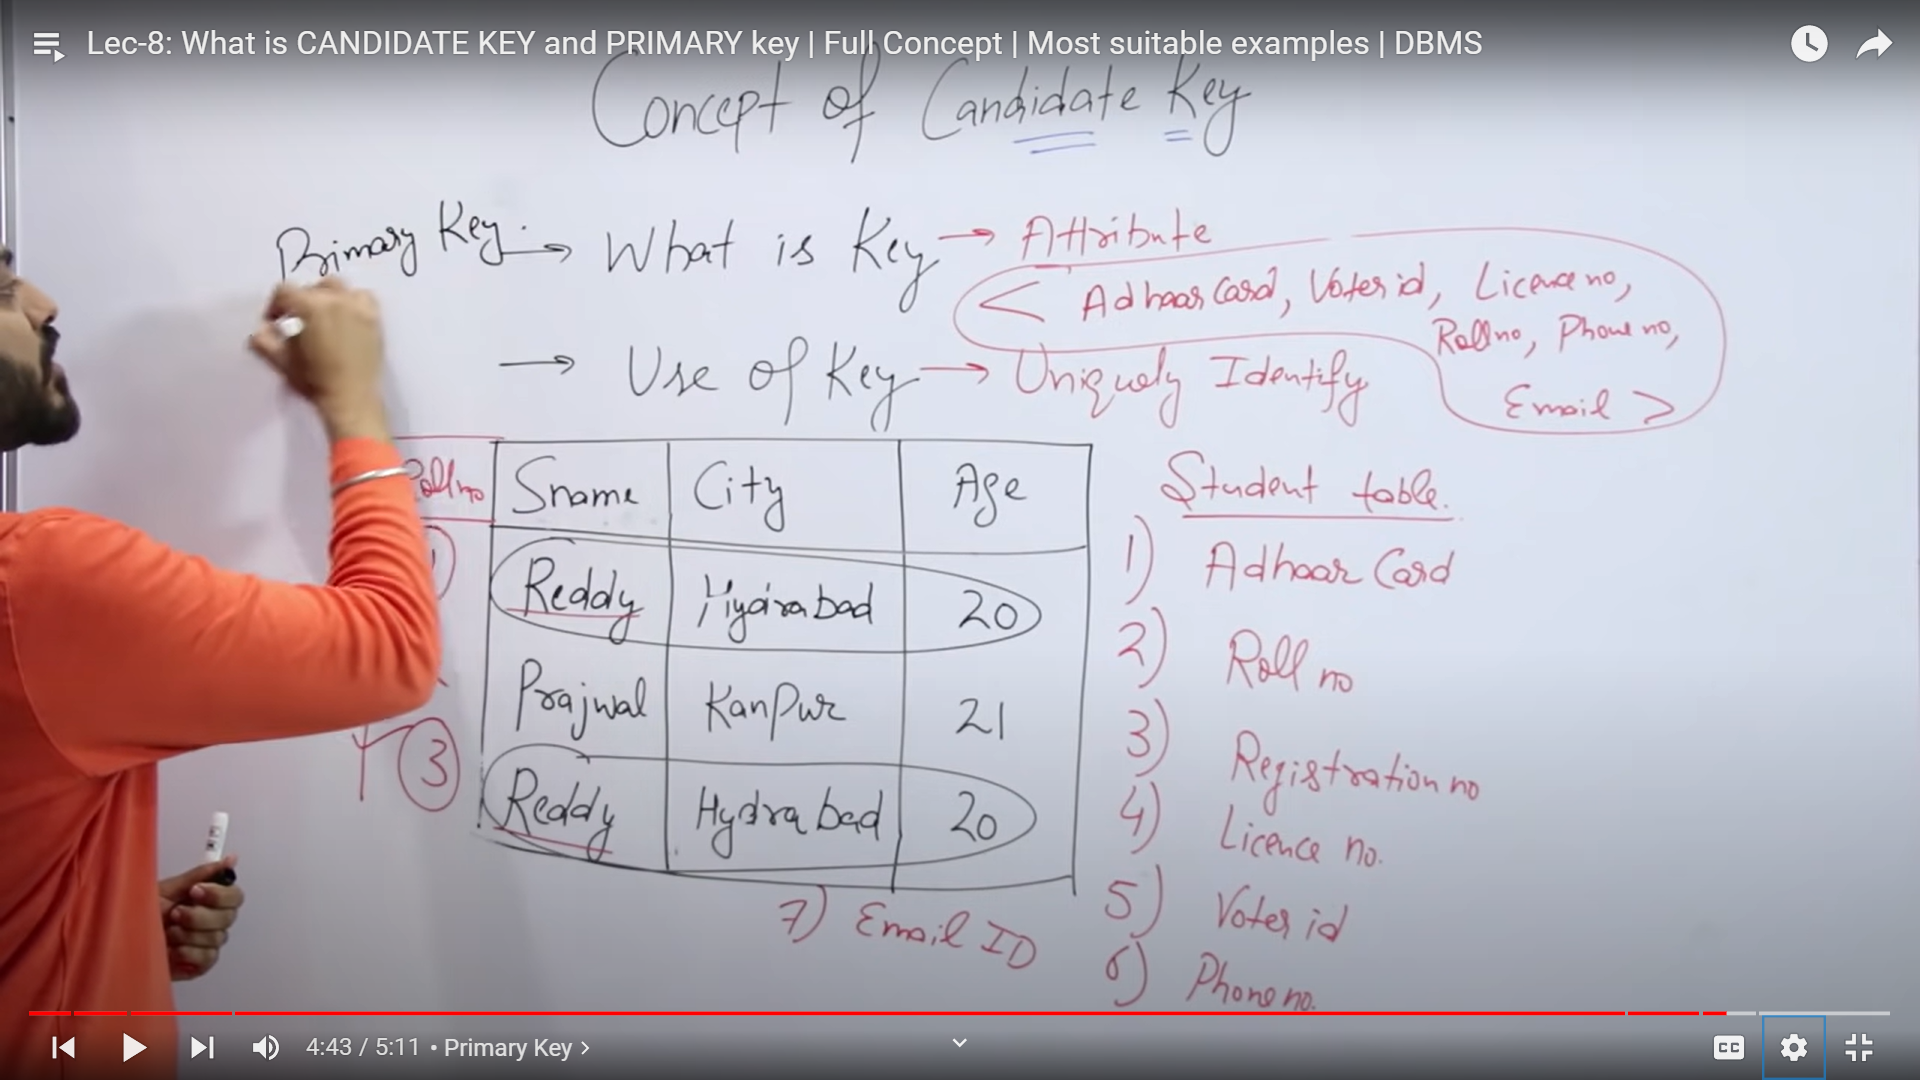 Lec-8: What is CANDIDATE KEY and PRIMARY key | Full Concept | Most suitable examples | DBMS
Concept of Candidate Key
Primary Key. → What is Key → Attribute
< Adhaar Card, Voter id, Licence no,
Roll no, Phone no,
Email >
→ Use of Key → Uniquely Identify
Roll no Sname City Age
Reddy Hydrabad 20
Prajwal Kanpur 21
3 Reddy Hydrabad 20
Student table.
1) Adhaar Card
2) Roll no
3) Registration no
4) Licence no.
5) Voter id
6) Phone no.
7) Email ID
4:43 / 5:11 • Primary Key >
CC